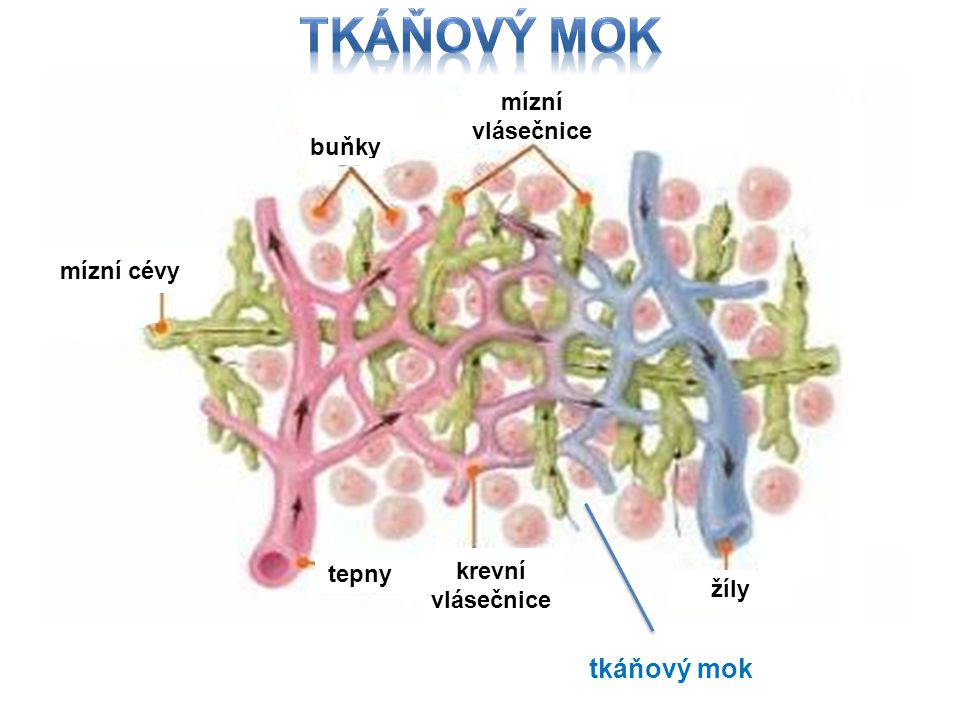 TKÁŇOVÝ MOK
mízní
vlásečnice
buňky
mízní cévy
tepny
krevní
vlásečnice
žíly
tkáňový mok